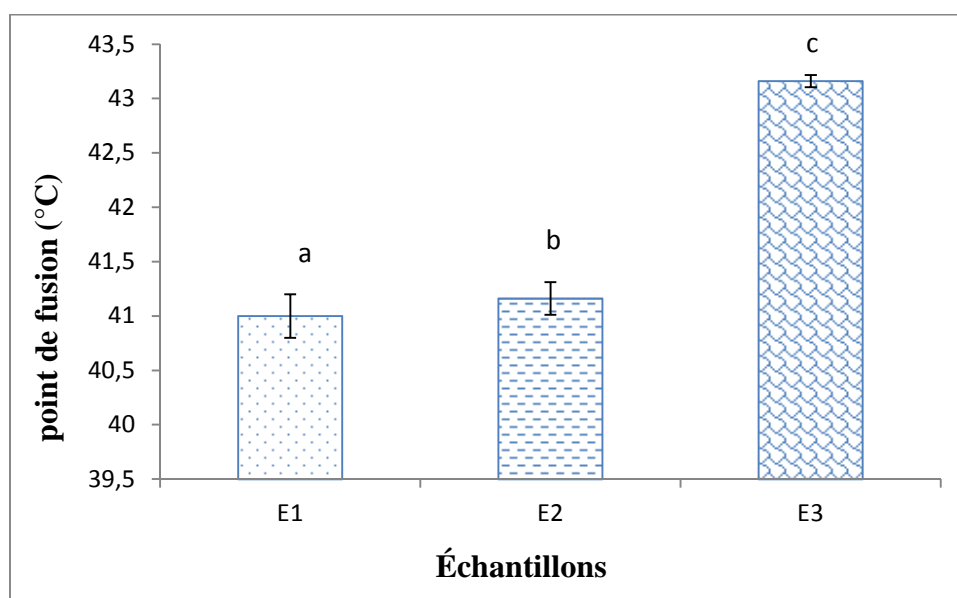 43,5
43
42,5
42
41,5
41
40,5
40
39,5
point de fusion (°C)
a
b
c
E1
E2
E3
Échantillons